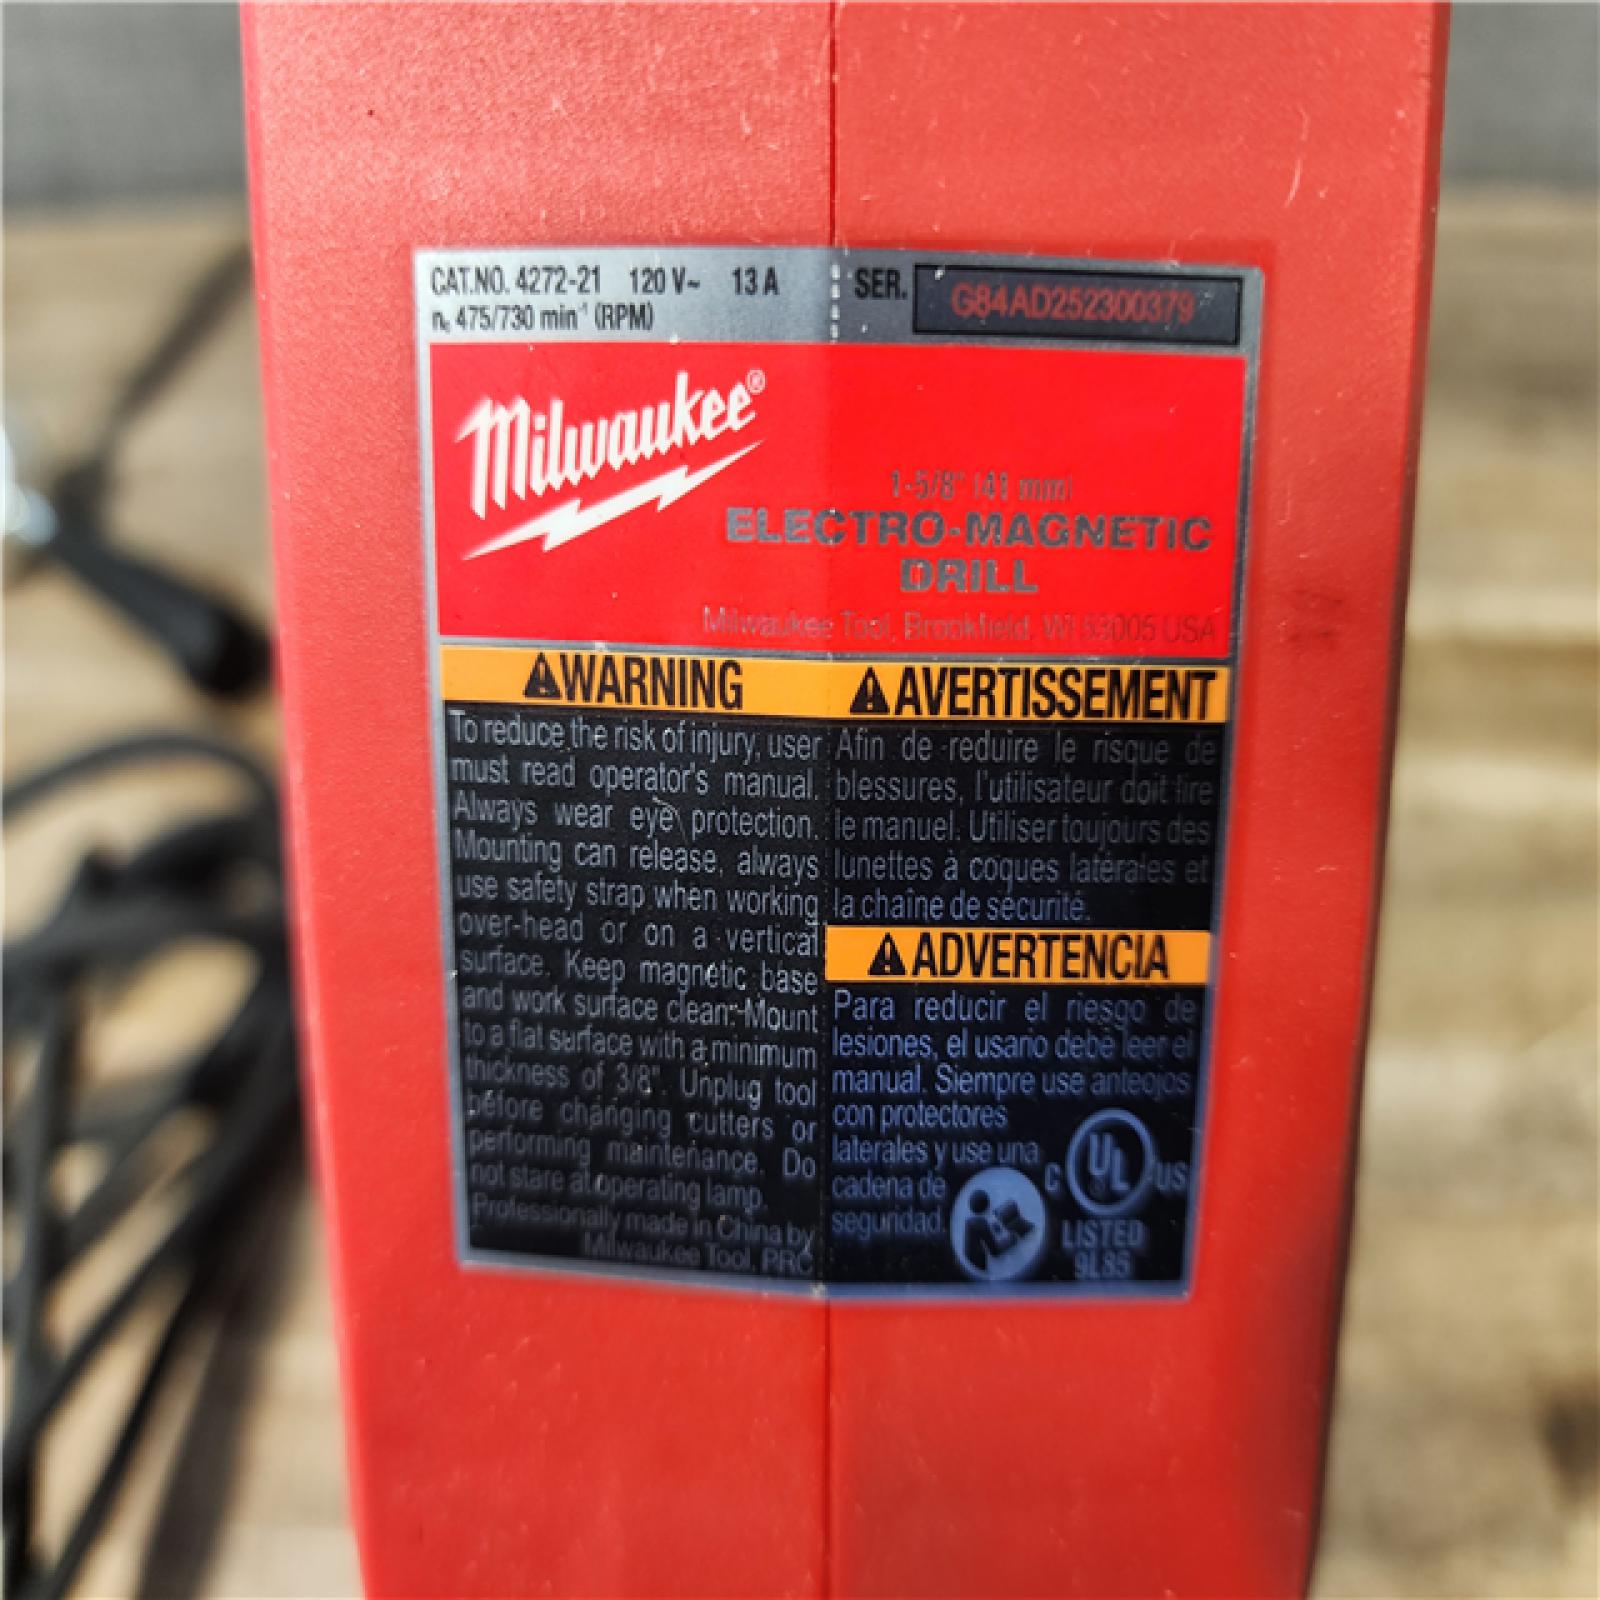 CAT.NO. 4272-21 120 V~ 13 A
n₀ 475/730 min⁻¹ (RPM)
SER. G84AD252300379
Milwaukee®
1-5/8" (41 mm)
ELECTRO-MAGNETIC
DRILL
Milwaukee Tool, Brookfield, WI 53005 USA
⚠WARNING
To reduce the risk of injury, user
must read operator's manual.
Always wear eye protection.
Mounting can release, always
use safety strap when working
over-head or on a vertical
surface. Keep magnetic base
and work surface clean. Mount
to a flat surface with a minimum
thickness of 3/8". Unplug tool
before changing cutters or
performing maintenance. Do
not stare at operating lamp.
Professionally made in China by
Milwaukee Tool, PRC
⚠AVERTISSEMENT
Afin de reduire le risque de
blessures, l'utilisateur doit lire
le manuel. Utiliser toujours des
lunettes à coques latérales et
la chaîne de sécurité.
⚠ADVERTENCIA
Para reducir el riesgo de
lesiones, el usario debe leer el
manual. Siempre use anteojos
con protectores
laterales y use una
cadena de
seguridad.
C UL US
LISTED
9L85